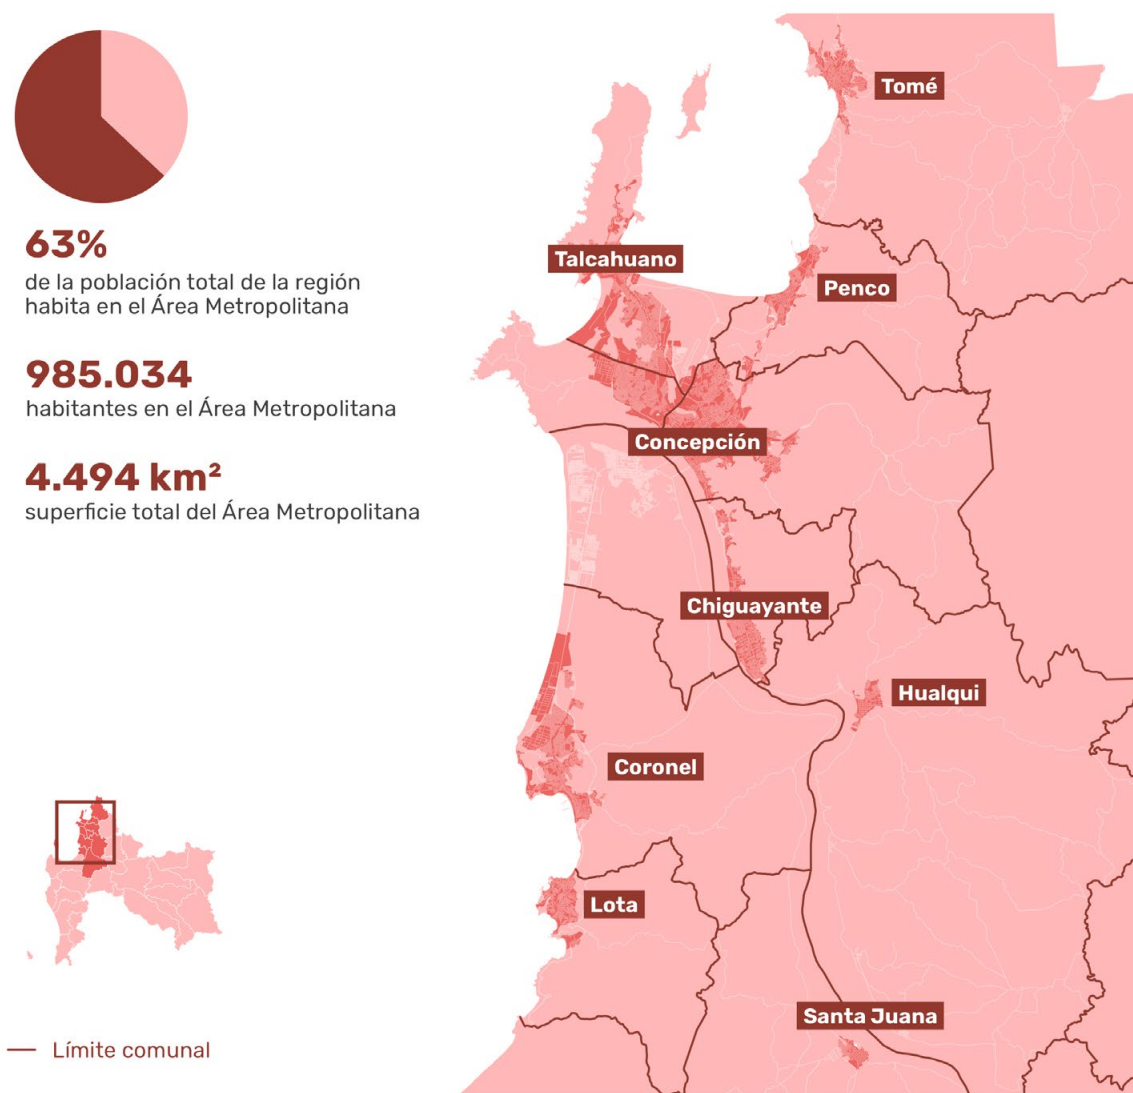 63%
de la población total de la región
habita en el Área Metropolitana
985.034
habitantes en el Área Metropolitana
4.494 km²
superficie total del Área Metropolitana
Límite comunal
Tomé
Talcahuano
Penco
Concepción
Chiguayante
Hualqui
Coronel
Lota
Santa Juana